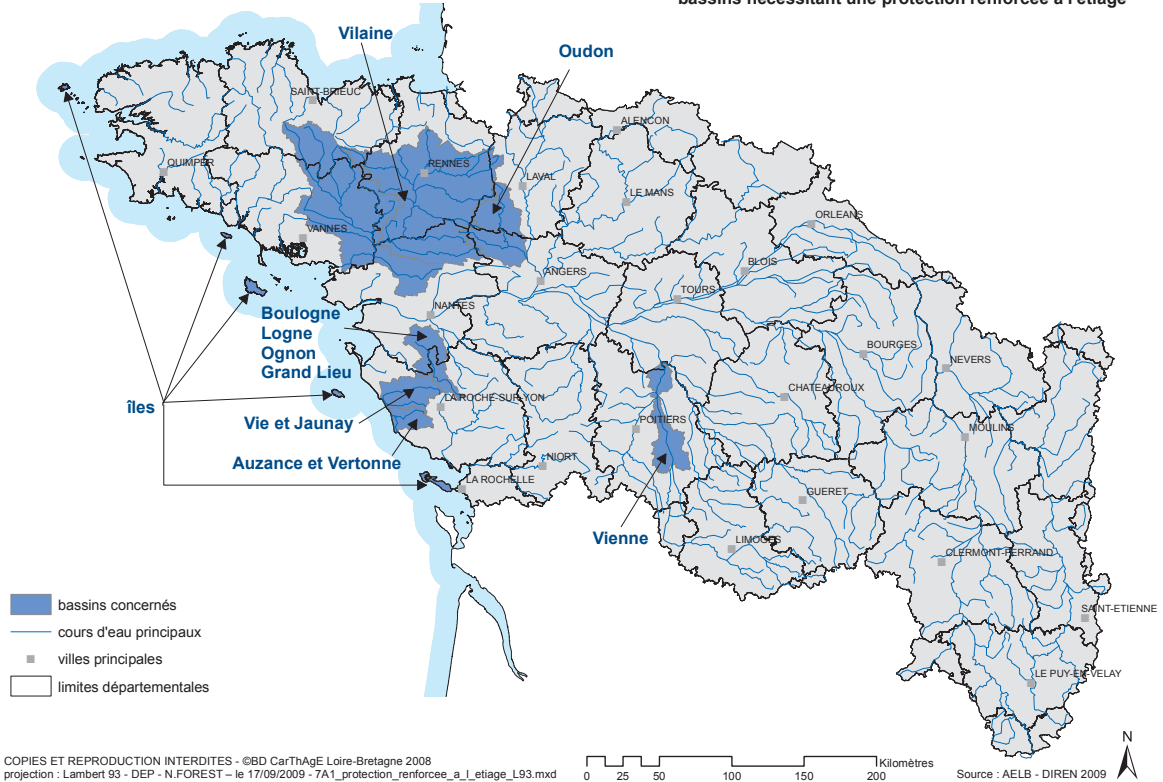 bassins nécessitant une protection renforcée à l'étiage
Vilaine
Oudon
SAINT-BRIEUC
ALENCON
QUIMPER
RENNES
LAVAL
LE MANS
VANNES
ORLEANS
ANGERS
BLOIS
TOURS
NANTES
Boulogne
Logne
Ognon
Grand Lieu
BOURGES
NEVERS
CHATEAUROUX
îles
LA ROCHE-SUR-YON
Vie et Jaunay
POITIERS
MOULINS
Auzance et Vertonne
NIORT
LA ROCHELLE
GUERET
Vienne
LIMOGES
CLERMONT-FERRAND
SAINT-ETIENNE
LE PUY-EN-VELAY
bassins concernés
cours d'eau principaux
villes principales
limites départementales
N
COPIES ET REPRODUCTION INTERDITES - ©BD CarThAgE Loire-Bretagne 2008
projection : Lambert 93 - DEP - N.FOREST – le 17/09/2009 - 7A1_protection_renforcee_a_l_etiage_L93.mxd
Kilomètres
0 25 50 100 150 200
Source : AELB - DIREN 2009